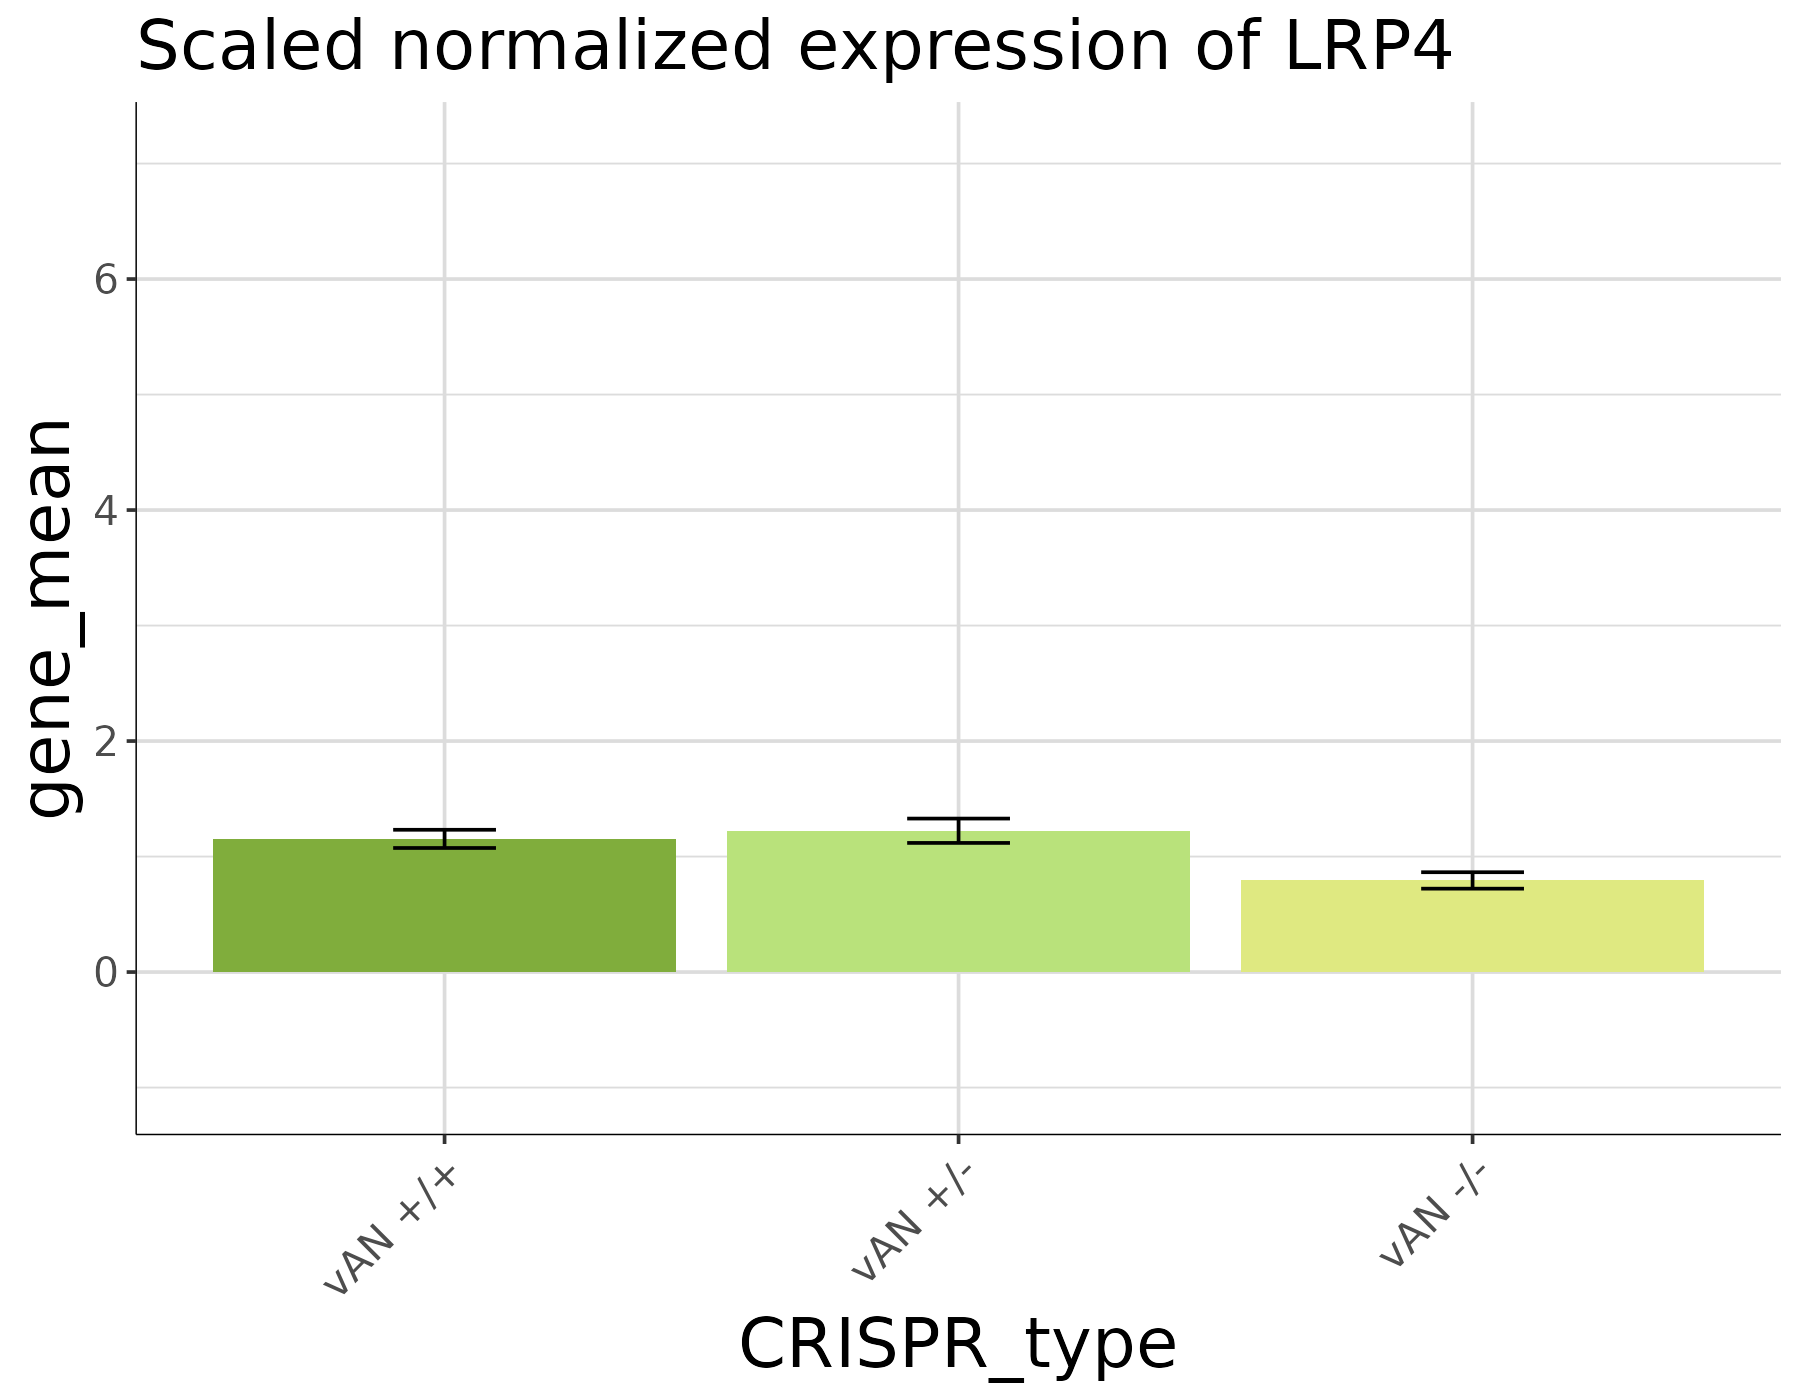 Scaled normalized expression of LRP4
gene_mean
6
4
2
0
vAN +/+
vAN +/-
vAN -/-
CRISPR_type